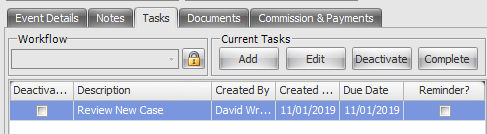 Event Details Notes Tasks Documents Commission & Payments
Workflow Current Tasks
Add Edit Deactivate Complete
Deactiva... Description Created By Created ... Due Date Reminder?
Review New Case David Wr... 11/01/2019 11/01/2019